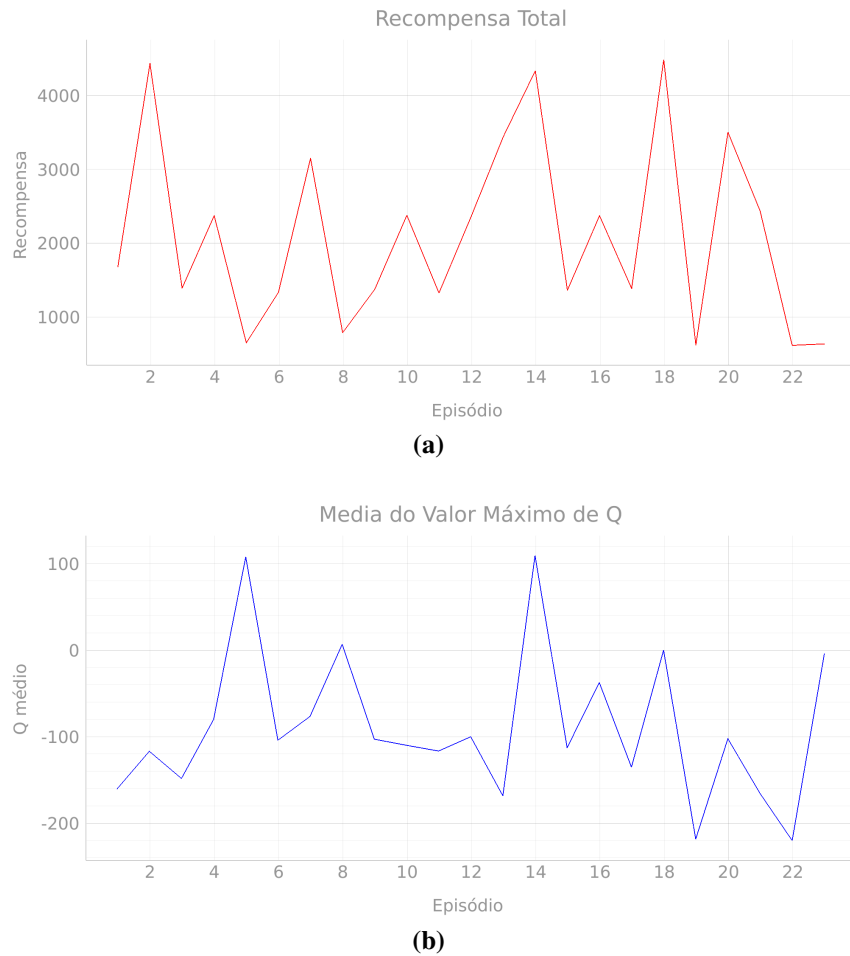 Recompensa Total
4000
3000
2000
1000
Recompensa
2 4 6 8 10 12 14 16 18 20 22
Episódio
(a)
Media do Valor Máximo de Q
100
0
-100
-200
Q médio
2 4 6 8 10 12 14 16 18 20 22
Episódio
(b)